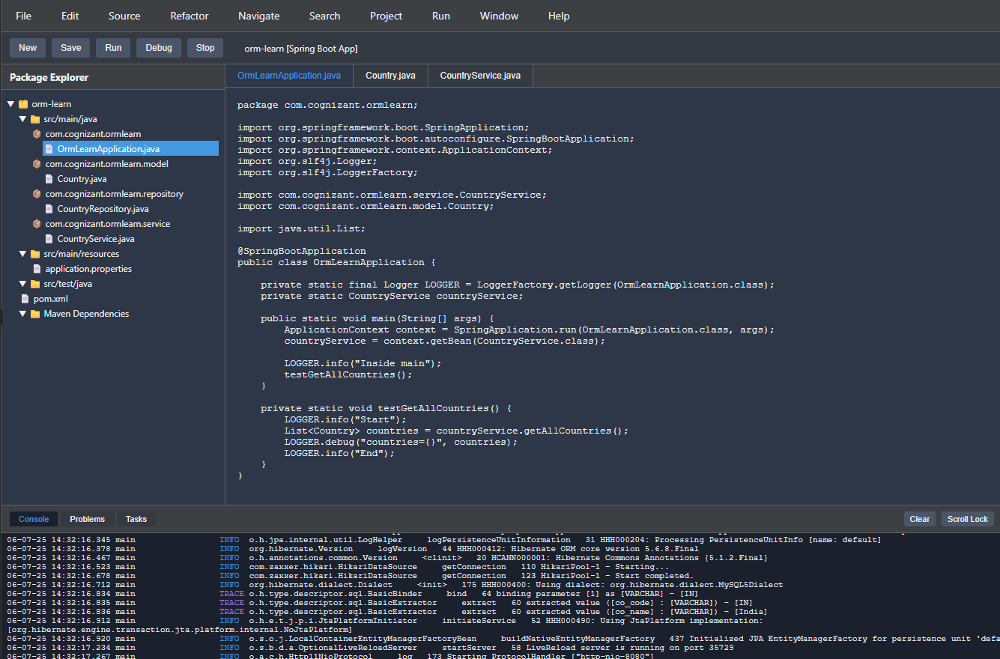 File Edit Source Refactor Navigate Search Project Run Window Help
New Save Run Debug Stop orm-learn [Spring Boot App]
Package Explorer
orm-learn
src/main/java
com.cognizant.ormlearn
OrmLearnApplication.java
com.cognizant.ormlearn.model
Country.java
com.cognizant.ormlearn.repository
CountryRepository.java
com.cognizant.ormlearn.service
CountryService.java
src/main/resources
application.properties
src/test/java
pom.xml
Maven Dependencies
OrmLearnApplication.java Country.java CountryService.java
package com.cognizant.ormlearn;
import org.springframework.boot.SpringApplication;
import org.springframework.boot.autoconfigure.SpringBootApplication;
import org.springframework.context.ApplicationContext;
import org.slf4j.Logger;
import org.slf4j.LoggerFactory;
import com.cognizant.ormlearn.service.CountryService;
import com.cognizant.ormlearn.model.Country;
import java.util.List;
@SpringBootApplication
public class OrmLearnApplication {
private static final Logger LOGGER = LoggerFactory.getLogger(OrmLearnApplication.class);
private static CountryService countryService;
public static void main(String[] args) {
ApplicationContext context = SpringApplication.run(OrmLearnApplication.class, args);
countryService = context.getBean(CountryService.class);
LOGGER.info("Inside main");
testGetAllCountries();
}
private static void testGetAllCountries() {
LOGGER.info("Start");
List<Country> countries = countryService.getAllCountries();
LOGGER.debug("countries={}", countries);
LOGGER.info("End");
}
}
Console Problems Tasks Clear Scroll Lock
06-07-25 14:32:16.345 main INFO o.h.jpa.internal.util.LogHelper logPersistenceUnitInformation 31 HHH000204: Processing PersistenceUnitInfo [name: default]
06-07-25 14:32:16.378 main INFO org.hibernate.Version logVersion 44 HHH000412: Hibernate ORM core version 5.6.8.Final
06-07-25 14:32:16.467 main INFO o.h.annotations.common.Version <clinit> 20 HCANN000001: Hibernate Commons Annotations {5.1.2.Final}
06-07-25 14:32:16.523 main INFO com.zaxxer.hikari.HikariDataSource getConnection 110 HikariPool-1 - Starting...
06-07-25 14:32:16.678 main INFO com.zaxxer.hikari.HikariDataSource getConnection 123 HikariPool-1 - Start completed.
06-07-25 14:32:16.712 main INFO org.hibernate.dialect.Dialect <init> 175 HHH000400: Using dialect: org.hibernate.dialect.MySQL5Dialect
06-07-25 14:32:16.834 main TRACE o.h.type.descriptor.sql.BasicBinder bind 64 binding parameter [1] as [VARCHAR] - [IN]
06-07-25 14:32:16.835 main TRACE o.h.type.descriptor.sql.BasicExtractor extract 60 extracted value ([co_code] : [VARCHAR]) - [IN]
06-07-25 14:32:16.836 main TRACE o.h.type.descriptor.sql.BasicExtractor extract 60 extracted value ([co_name] : [VARCHAR]) - [India]
06-07-25 14:32:16.912 main INFO o.h.e.t.j.p.i.JtaPlatformInitiator initiateService 52 HHH000490: Using JtaPlatform implementation:
[org.hibernate.engine.transaction.jta.platform.internal.NoJtaPlatform]
06-07-25 14:32:16.920 main INFO o.s.o.j.LocalContainerEntityManagerFactoryBean buildNativeEntityManagerFactory 437 Initialized JPA EntityManagerFactory for persistence unit 'defa
06-07-25 14:32:17.234 main INFO o.s.b.d.a.OptionalLiveReloadServer startServer 58 LiveReload server is running on port 35729
06-07-25 14:32:17.267 main INFO o.a.c.h.Http11NioProtocol log 173 Starting ProtocolHandler ["http-nio-8080"]